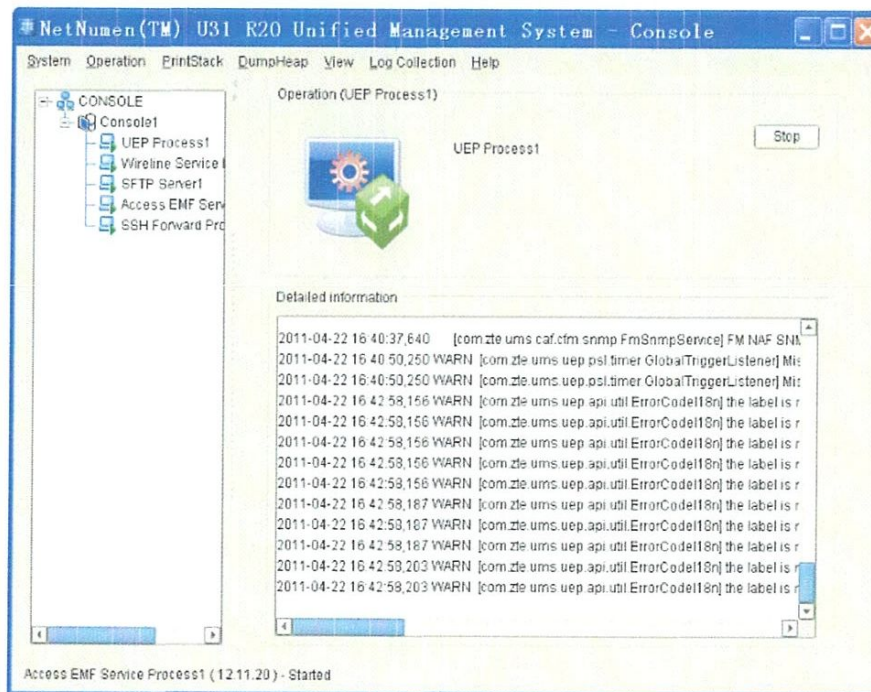 NetNumen(TM) U31 R20 Unified Management System - Console
System Operation PrintStack DumpHeap View Log Collection Help
CONSOLE
Console1
UEP Process1
Wireline Service
SFTP Server1
Access EMF Serv
SSH Forward Pro
Operation (UEP Process1)
UEP Process1
Stop
Detailed information
2011-04-22 16:40:37,640 [com.zte.ums.caf.cfm.snmp.FmSnmpService] FM NAF SNM
2011-04-22 16:40:50,250 WARN [com.zte.ums.uep.psl.timer.GlobalTriggerListener] Mis
2011-04-22 16:40:50,250 WARN [com.zte.ums.uep.psl.timer.GlobalTriggerListener] Mis
2011-04-22 16:42:58,156 WARN [com.zte.ums.uep.api.util.ErrorCodeI18n] the label is r
2011-04-22 16:42:58,156 WARN [com.zte.ums.uep.api.util.ErrorCodeI18n] the label is r
2011-04-22 16:42:58,156 WARN [com.zte.ums.uep.api.util.ErrorCodeI18n] the label is r
2011-04-22 16:42:58,156 WARN [com.zte.ums.uep.api.util.ErrorCodeI18n] the label is r
2011-04-22 16:42:58,156 WARN [com.zte.ums.uep.api.util.ErrorCodeI18n] the label is r
2011-04-22 16:42:58,187 WARN [com.zte.ums.uep.api.util.ErrorCodeI18n] the label is r
2011-04-22 16:42:58,187 WARN [com.zte.ums.uep.api.util.ErrorCodeI18n] the label is r
2011-04-22 16:42:58,187 WARN [com.zte.ums.uep.api.util.ErrorCodeI18n] the label is r
2011-04-22 16:42:58,203 WARN [com.zte.ums.uep.api.util.ErrorCodeI18n] the label is r
2011-04-22 16:42:58,203 WARN [com.zte.ums.uep.api.util.ErrorCodeI18n] the label is r
Access EMF Service Process1 (12.11.20) - Started